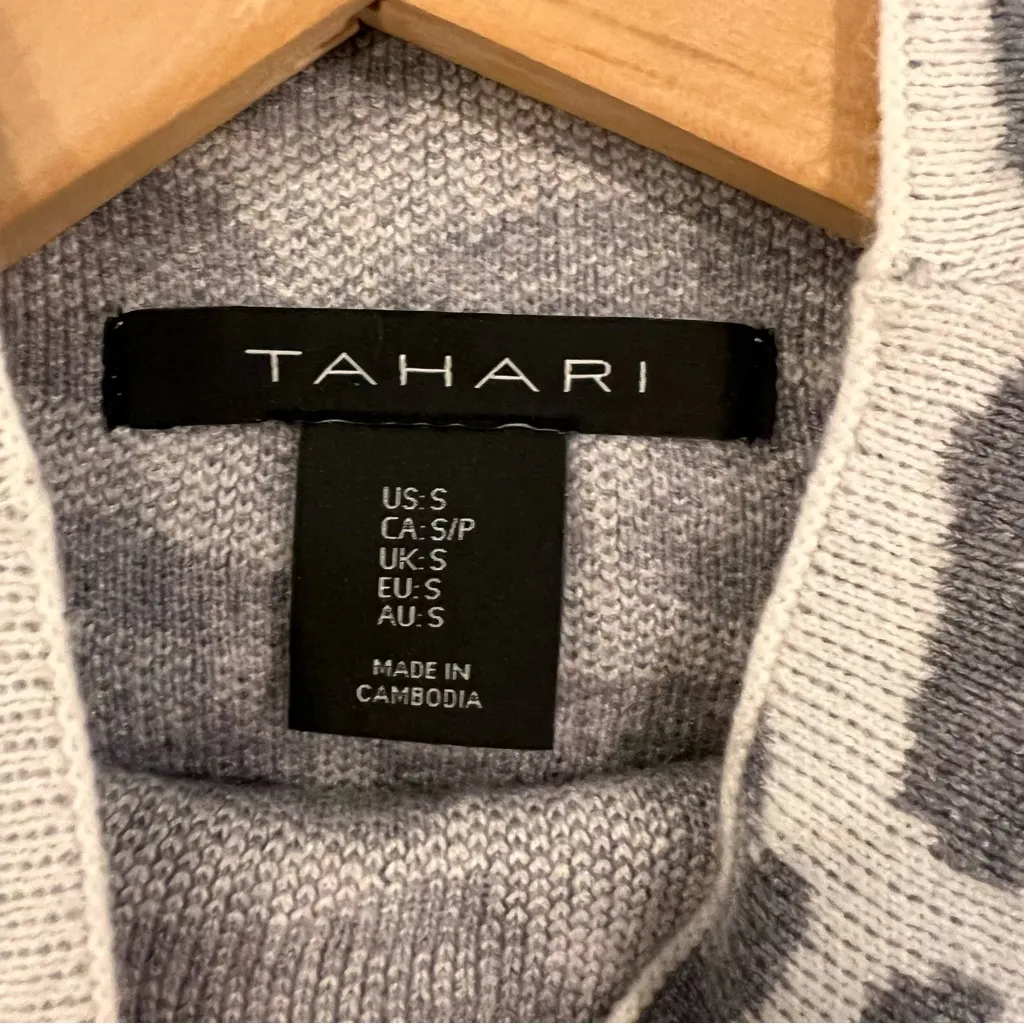 TAHARI
US: S
CA: S/P
UK: S
EU: S
AU: S
MADE IN
CAMBODIA